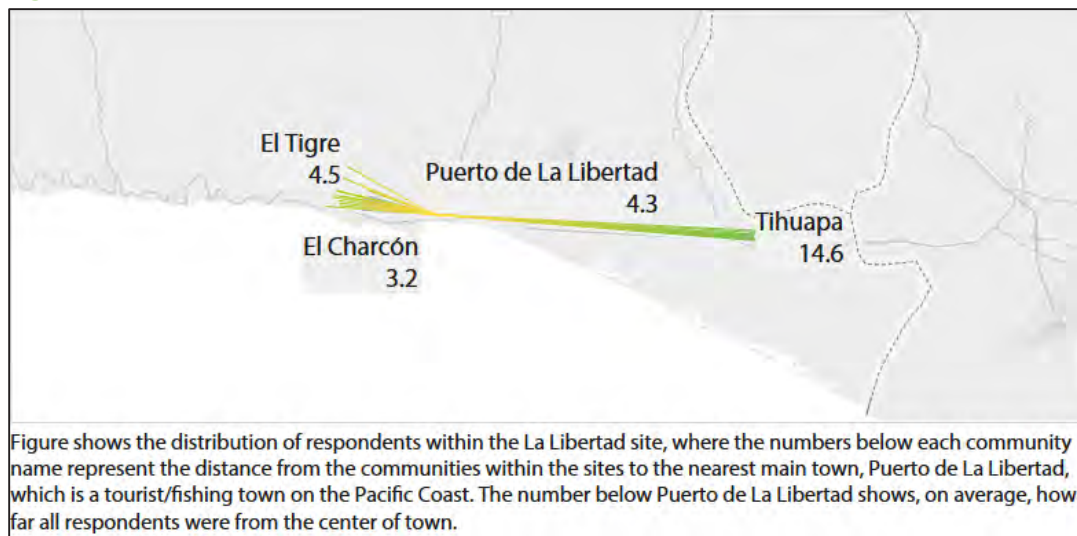 El Tigre
4.5
Puerto de La Libertad
4.3
Tihuapa
14.6
El Charcón
3.2
Figure shows the distribution of respondents within the La Libertad site, where the numbers below each community
name represent the distance from the communities within the sites to the nearest main town, Puerto de La Libertad,
which is a tourist/fishing town on the Pacific Coast. The number below Puerto de La Libertad shows, on average, how
far all respondents were from the center of town.